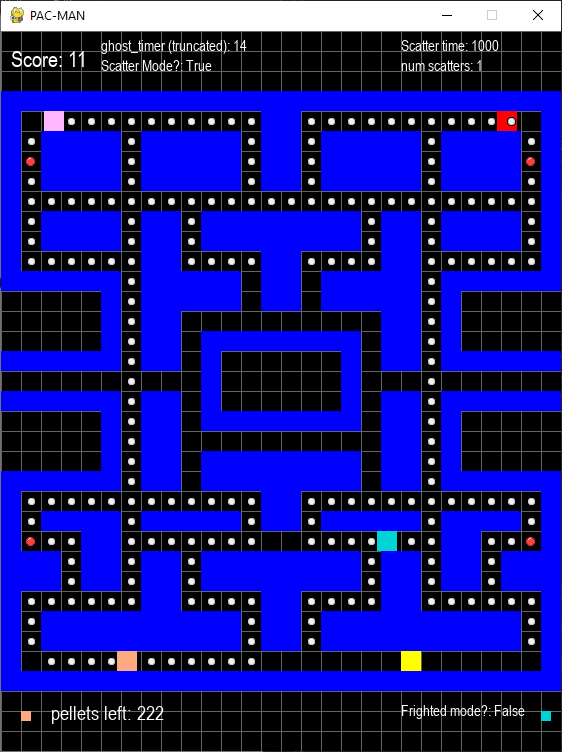 PAC-MAN
Score: 11
ghost_timer (truncated): 14
Scatter time: 1000
Scatter Mode?: True
num scatters: 1
pellets left: 222
Frighted mode?: False